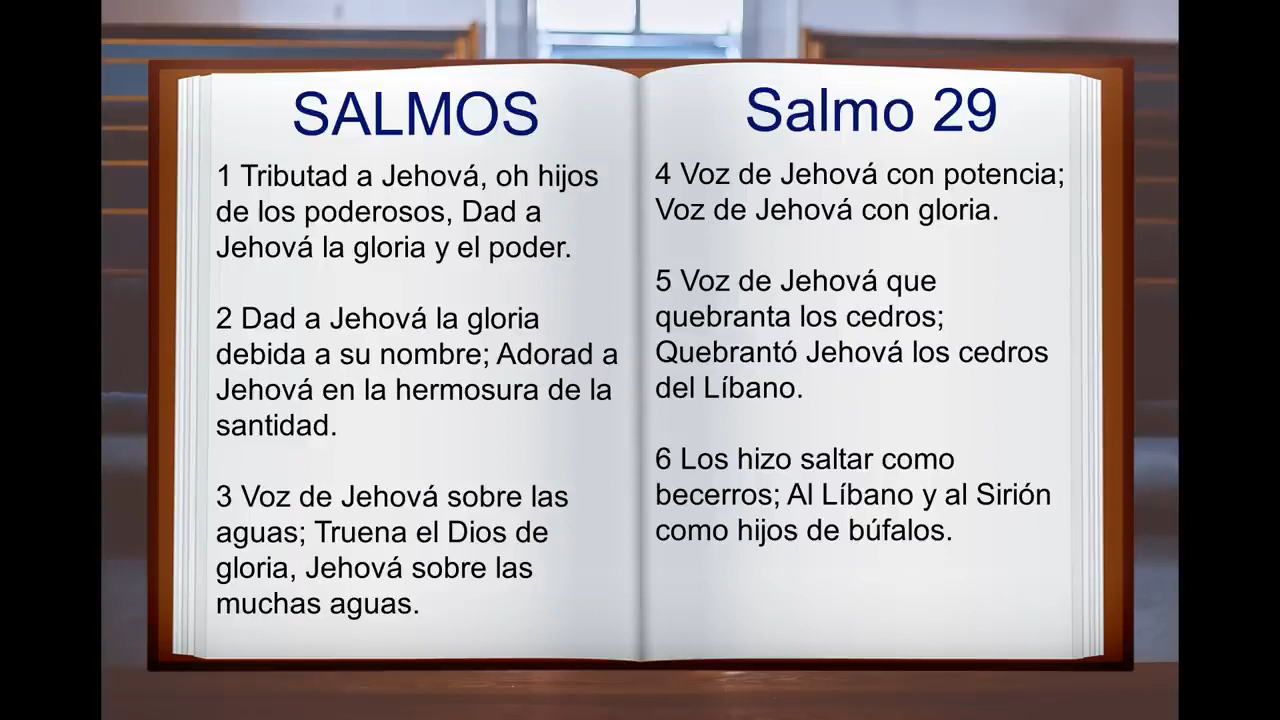 SALMOS
1 Tributad a Jehová, oh hijos
de los poderosos, Dad a
Jehová la gloria y el poder.
2 Dad a Jehová la gloria
debida a su nombre; Adorad a
Jehová en la hermosura de la
santidad.
3 Voz de Jehová sobre las
aguas; Truena el Dios de
gloria, Jehová sobre las
muchas aguas.
Salmo 29
4 Voz de Jehová con potencia;
Voz de Jehová con gloria.
5 Voz de Jehová que
quebranta los cedros;
Quebrantó Jehová los cedros
del Líbano.
6 Los hizo saltar como
becerros; Al Líbano y al Sirión
como hijos de búfalos.